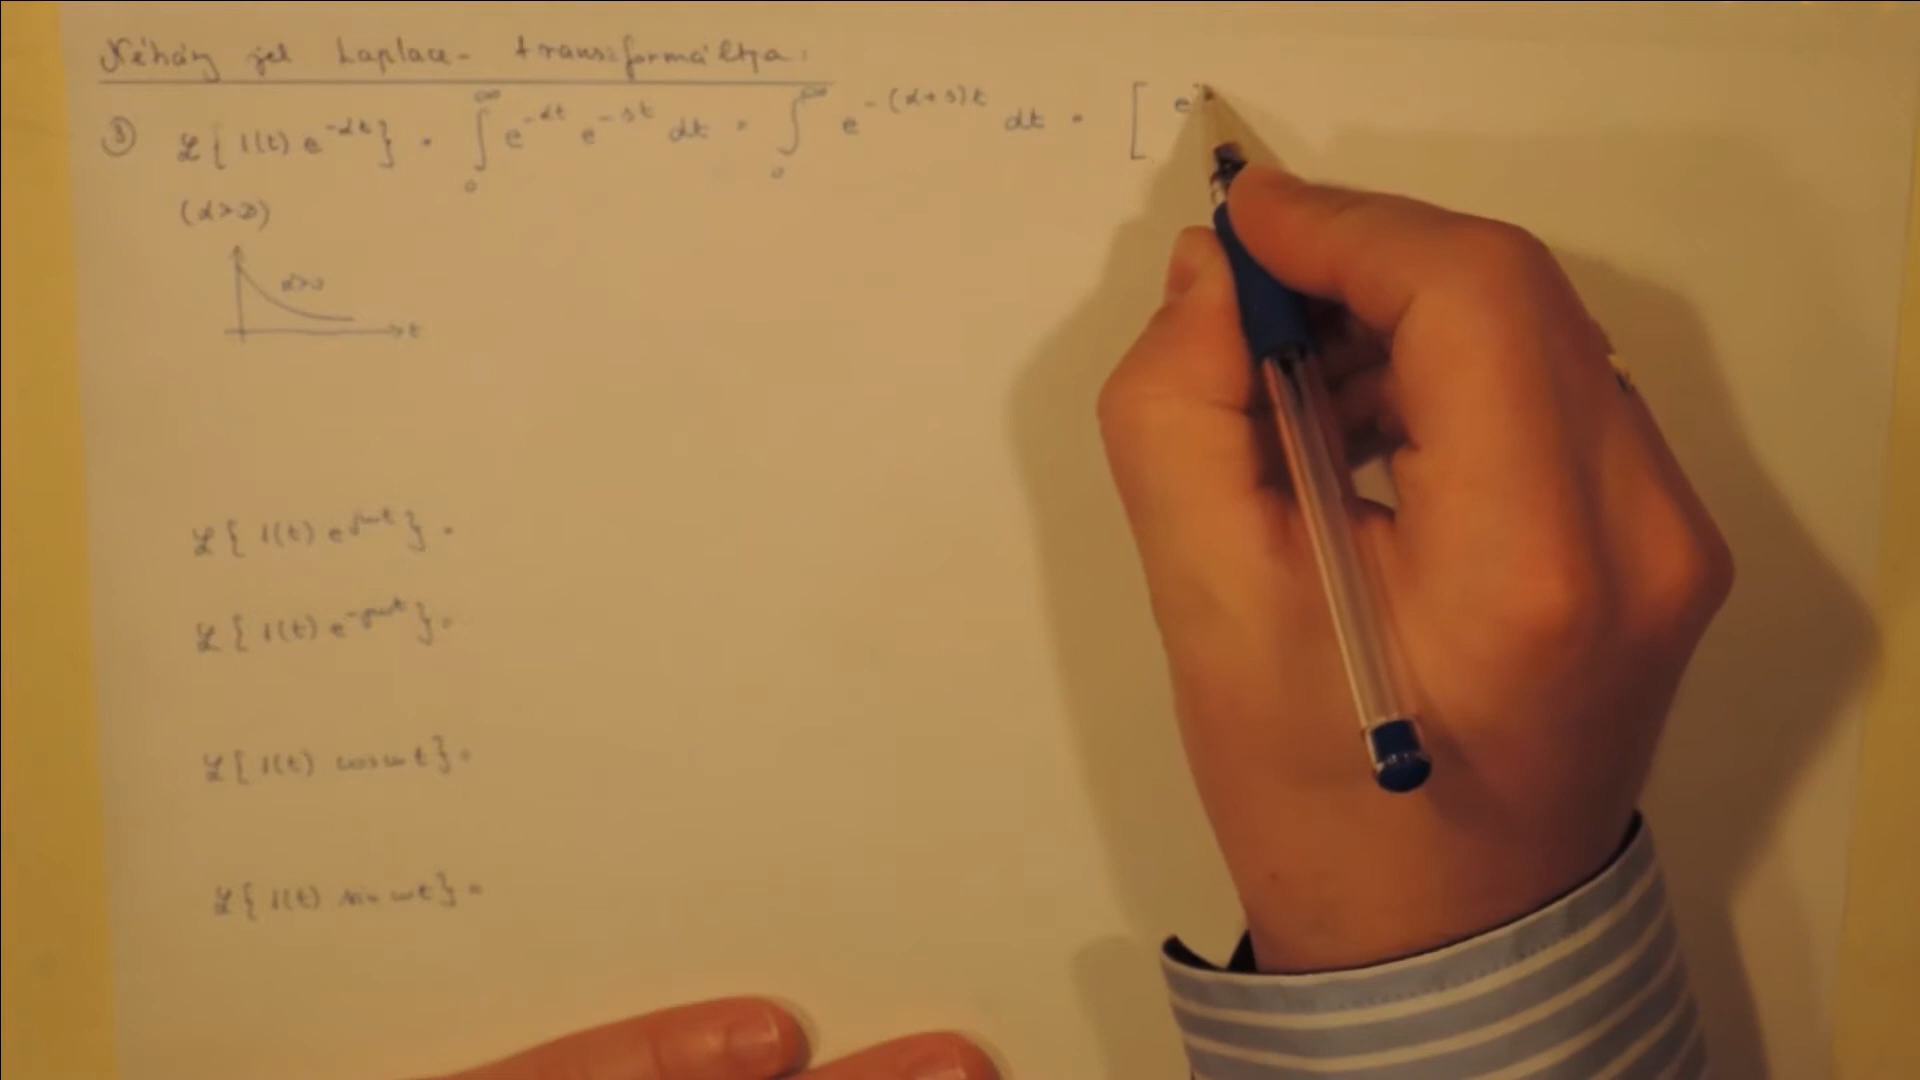 Néhány jel Laplace-transzformáltja:
③ ℒ{1(t) e^{-αt}} = ∫_0^∞ e^{-αt} e^{-st} dt = ∫_0^∞ e^{-(α+s)t} dt = [ e^-
(α>0)
α>0
t
ℒ{1(t) e^{jωt}} =
ℒ{1(t) e^{-jωt}} =
ℒ{1(t) cos ωt} =
ℒ{1(t) sin ωt} =